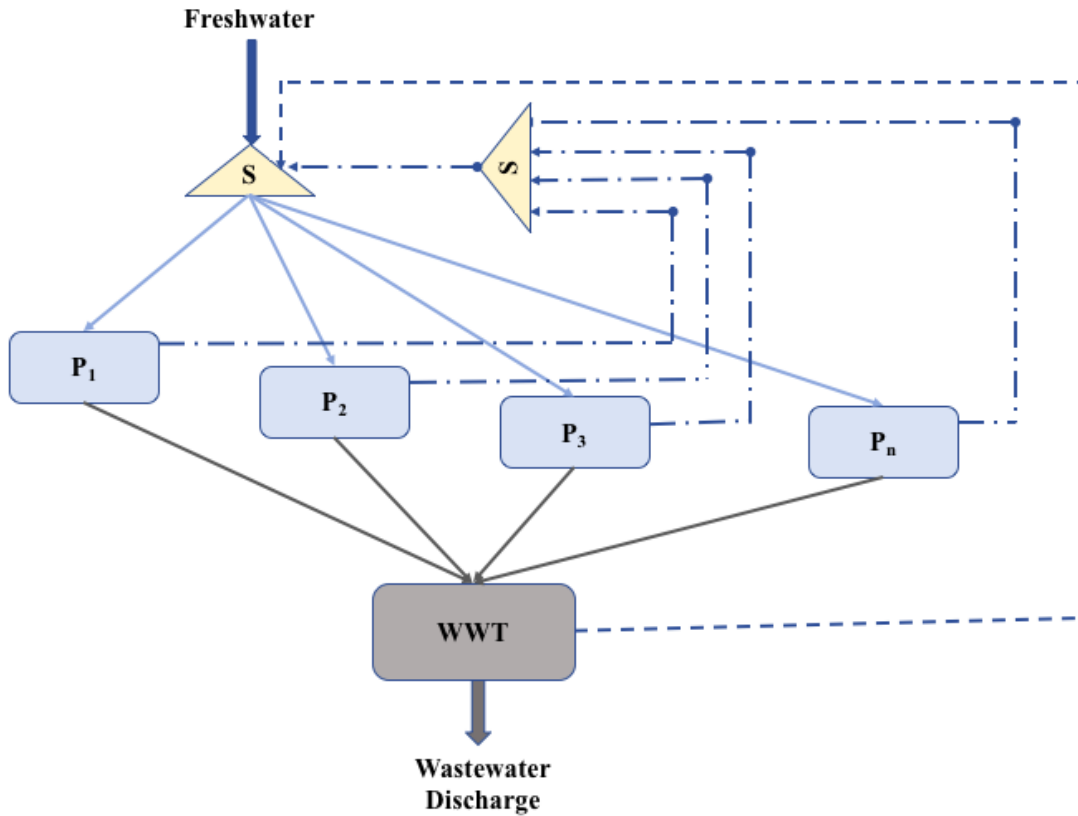 Freshwater
S
S
P₁
P₂
P₃
Pₙ
WWT
Wastewater
Discharge